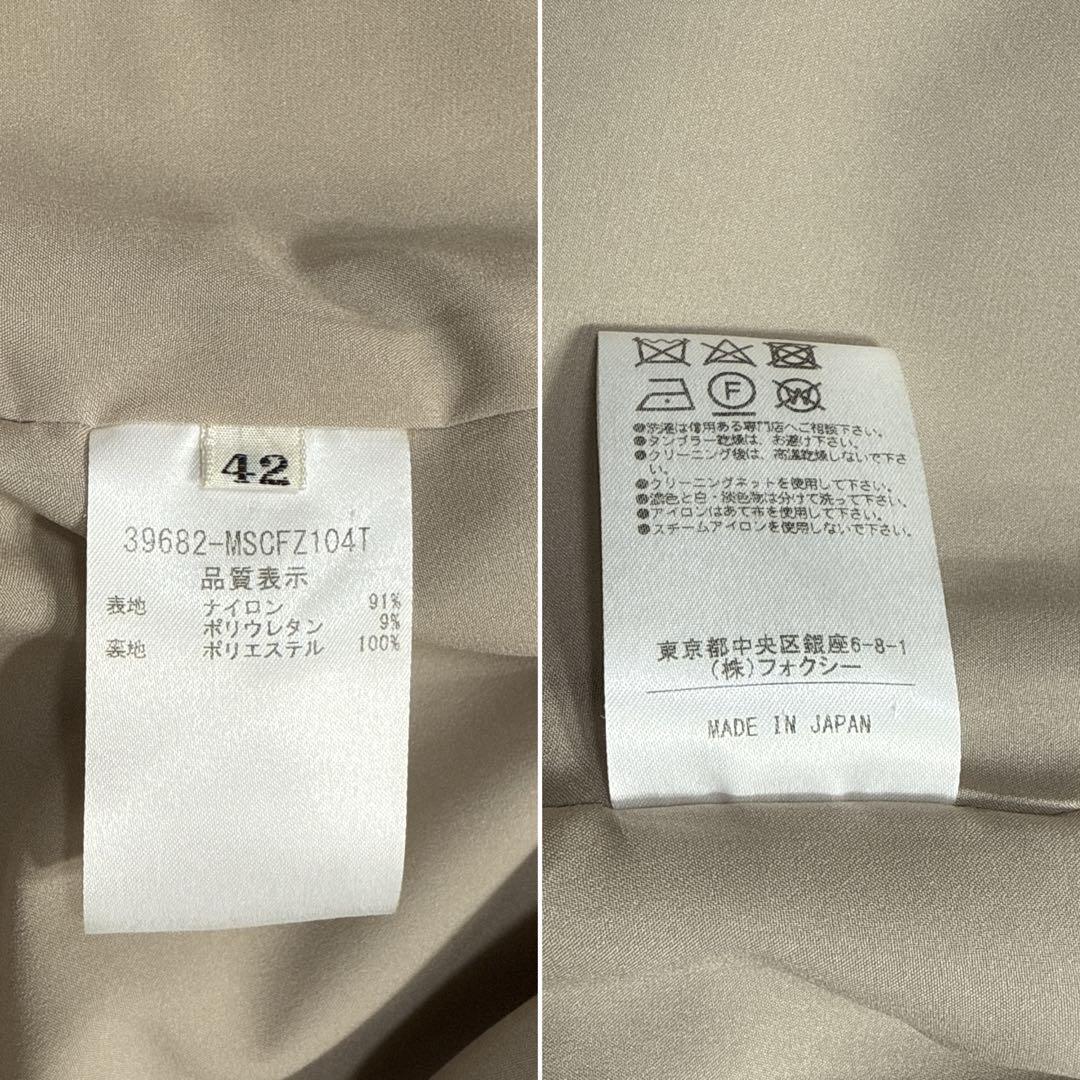 42
39682-MSCFZ104T
品質表示
表地 ナイロン 91%
ポリウレタン 9%
裏地 ポリエステル 100%
F
W
●洗濯は信用ある専門店へご相談下さい。
●タンブラー乾燥は、お避け下さい。
●クリーニング後は、高温乾燥しないで下さ
い。
●クリーニングネットを使用して下さい。
●濃色と白・淡色物は分けて洗って下さい。
●アイロンはあて布を使用して下さい。
●スチームアイロンを使用しないで下さい。
東京都中央区銀座6-8-1
(株)フォクシー
MADE IN JAPAN